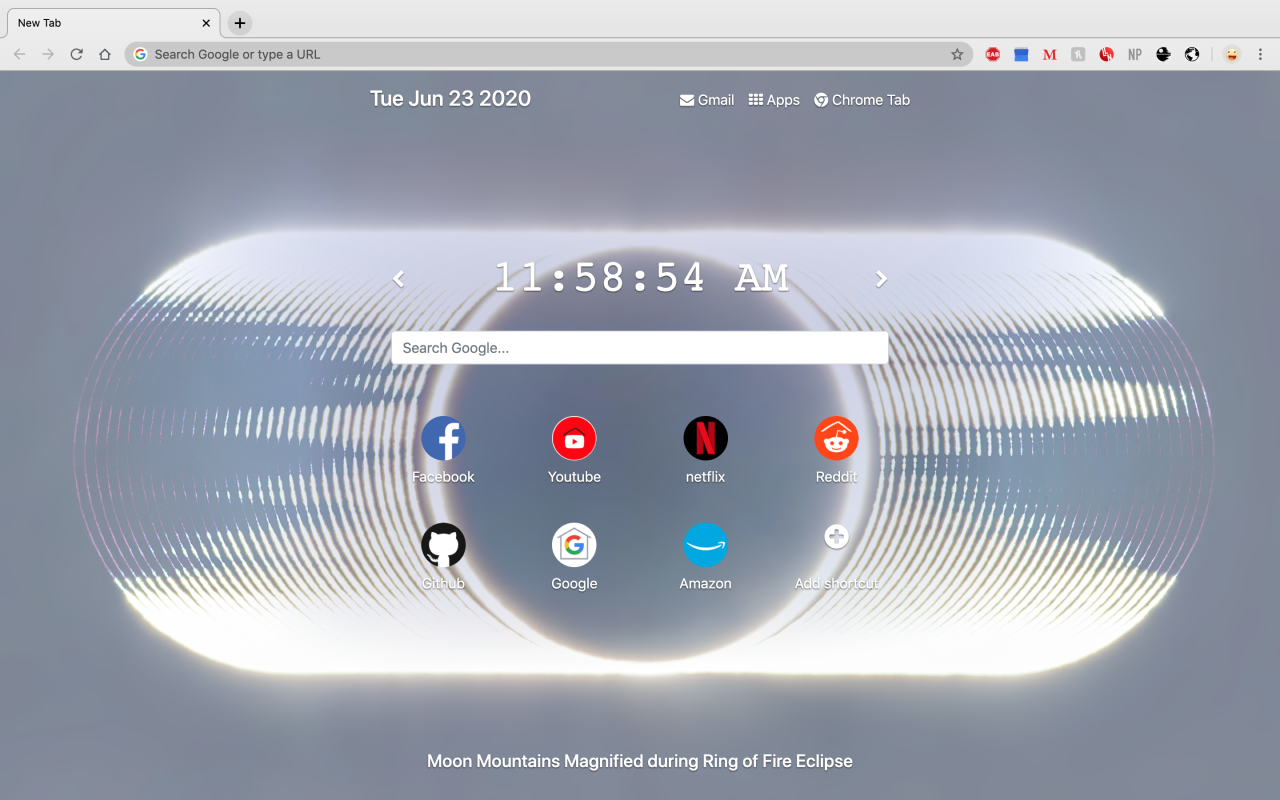 New Tab
Search Google or type a URL
EAB
M
NP
Tue Jun 23 2020
Gmail
Apps
Chrome Tab
11:58:54 AM
Search Google...
Facebook
Youtube
netflix
Reddit
Github
Google
Amazon
Add shortcut
Moon Mountains Magnified during Ring of Fire Eclipse